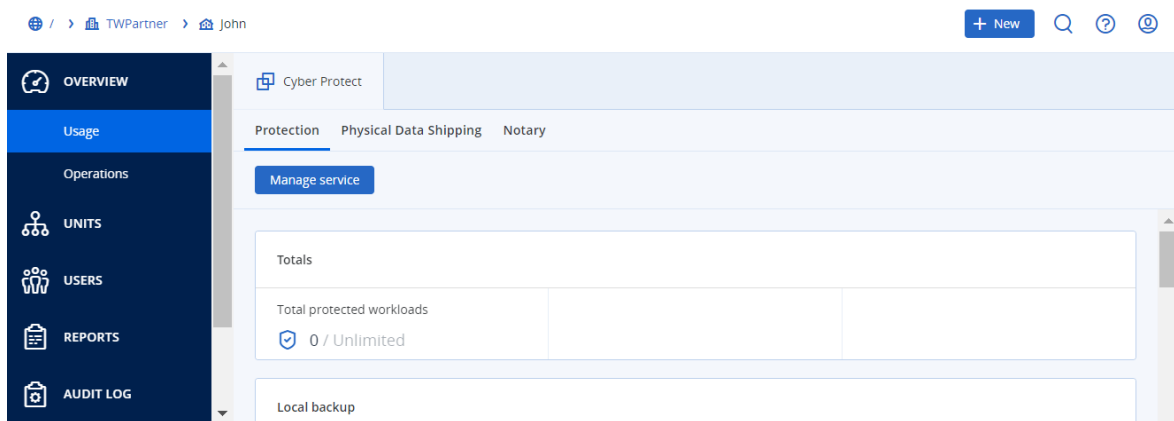 / > TWPartner > John
+ New
OVERVIEW
Usage
Operations
UNITS
USERS
REPORTS
AUDIT LOG
Cyber Protect
Protection Physical Data Shipping Notary
Manage service
Totals
Total protected workloads
0 / Unlimited
Local backup